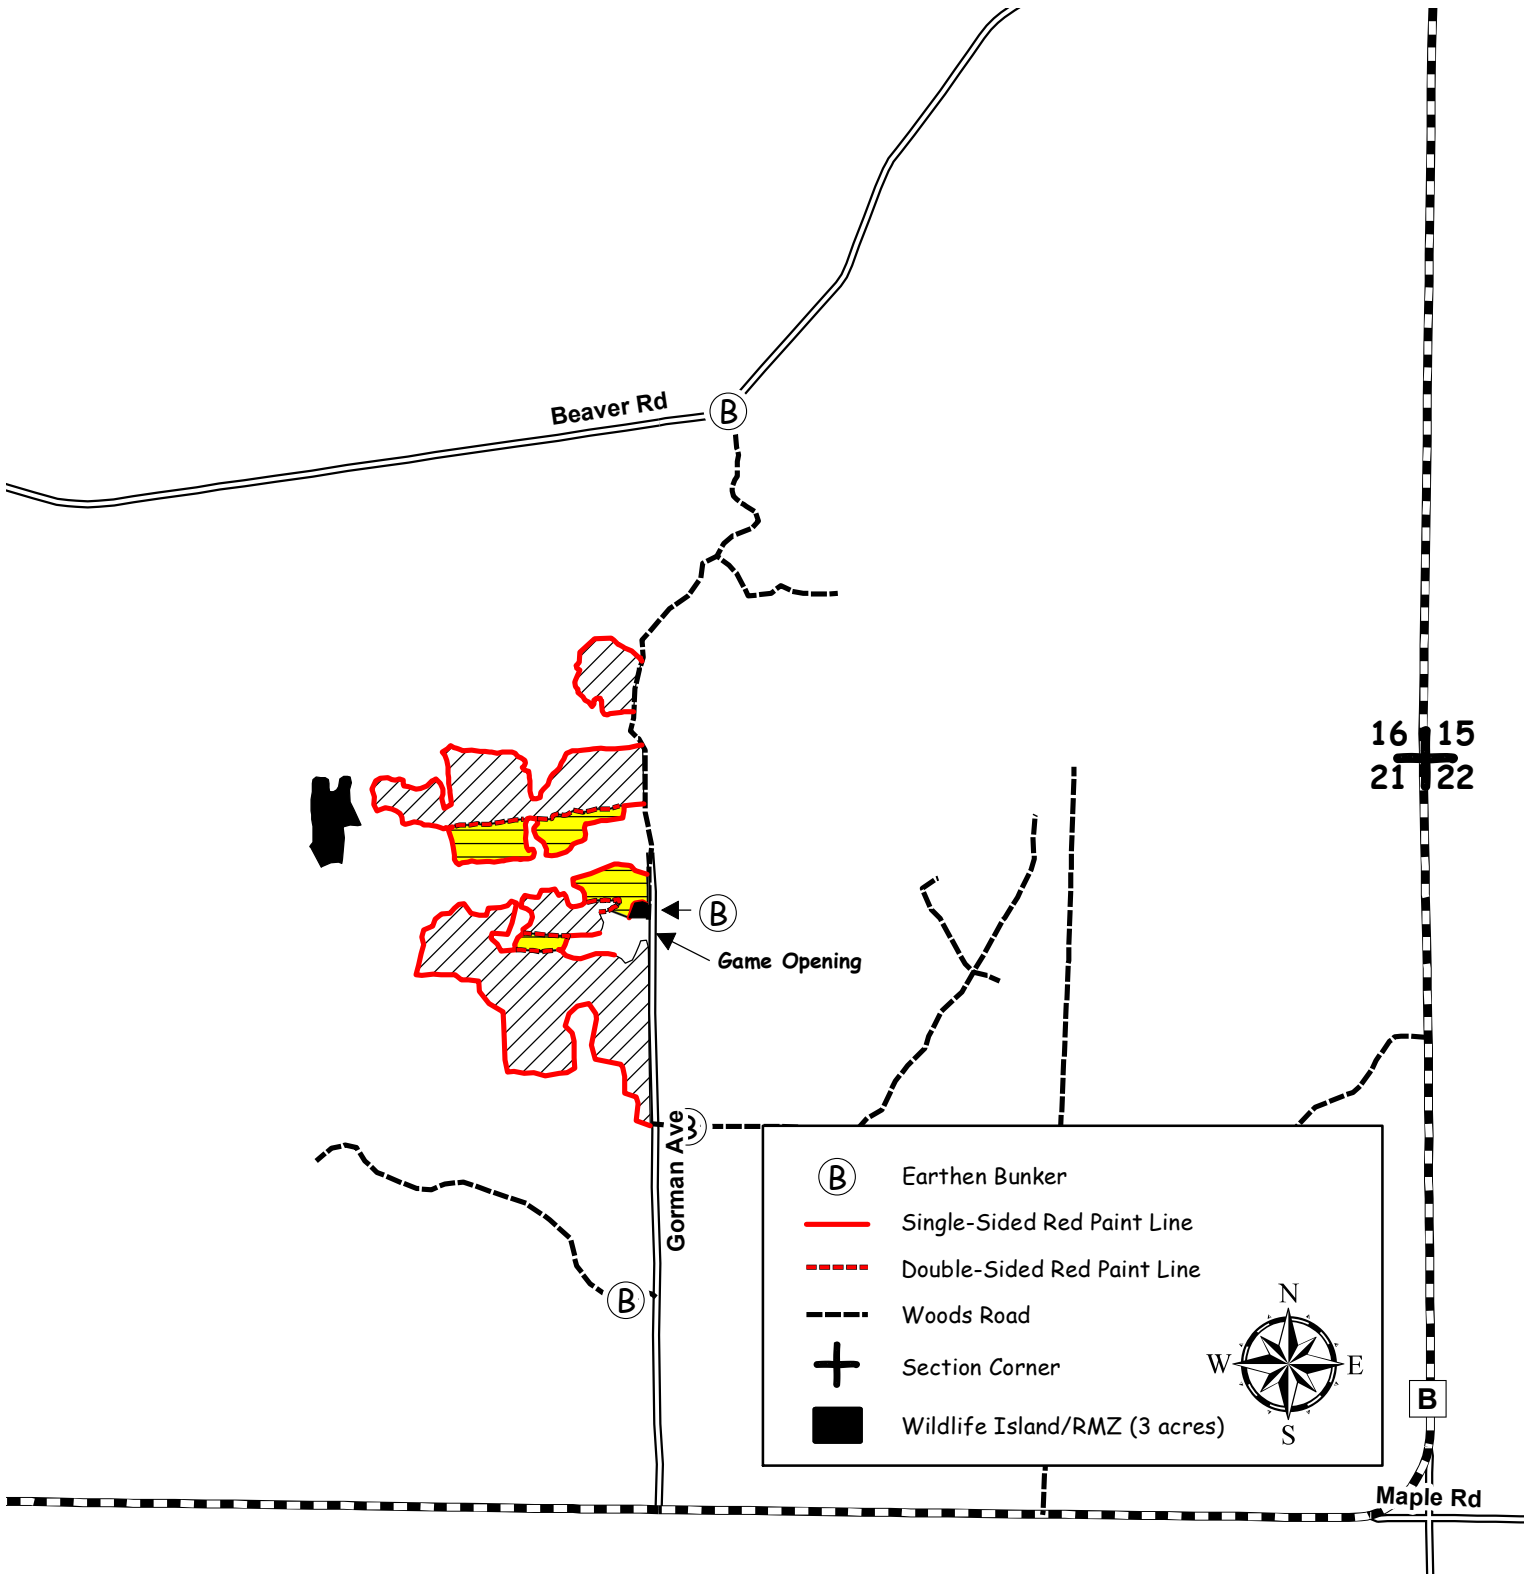 Beaver Rd
B
16 15
21 22
B
Game Opening
B
Gorman Ave
B
B Earthen Bunker
Single-Sided Red Paint Line
Double-Sided Red Paint Line
Woods Road
Section Corner
Wildlife Island/RMZ (3 acres)
N
W E
S
B
Maple Rd